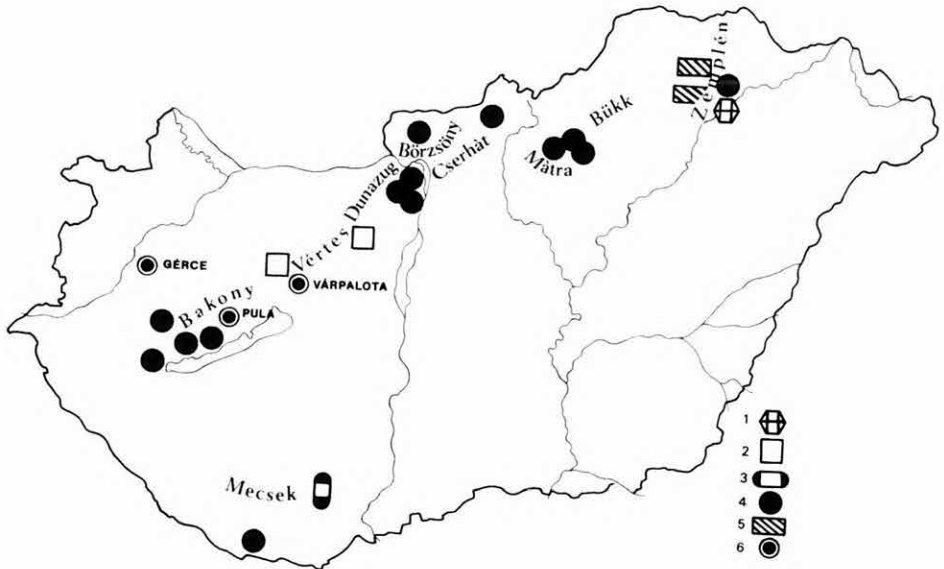 Zemplén
Bükk
Mátra
Börzsöny
Cserhát
Dunazug
Vértes
GÉRCE
VÁRPALOTA
Bakony
PULA
Mecsek
1
2
3
4
5
6